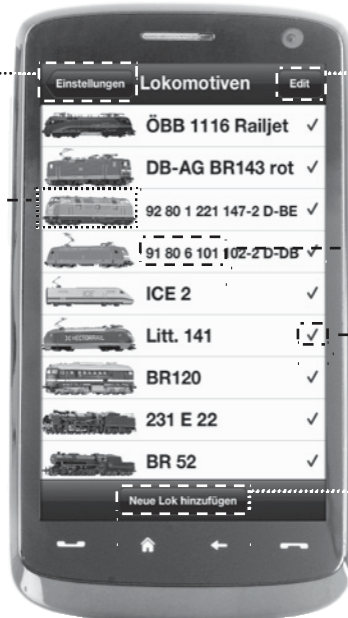 Einstellungen Lokomotiven Edit
ÖBB 1116 Railjet ✓
DB-AG BR143 rot ✓
92 80 1 221 147-2 D-BE ✓
91 80 6 101 102-2 D-DB ✓
ICE 2 ✓
Litt. 141 ✓
BR120 ✓
231 E 22 ✓
BR 52 ✓
Neue Lok hinzufügen